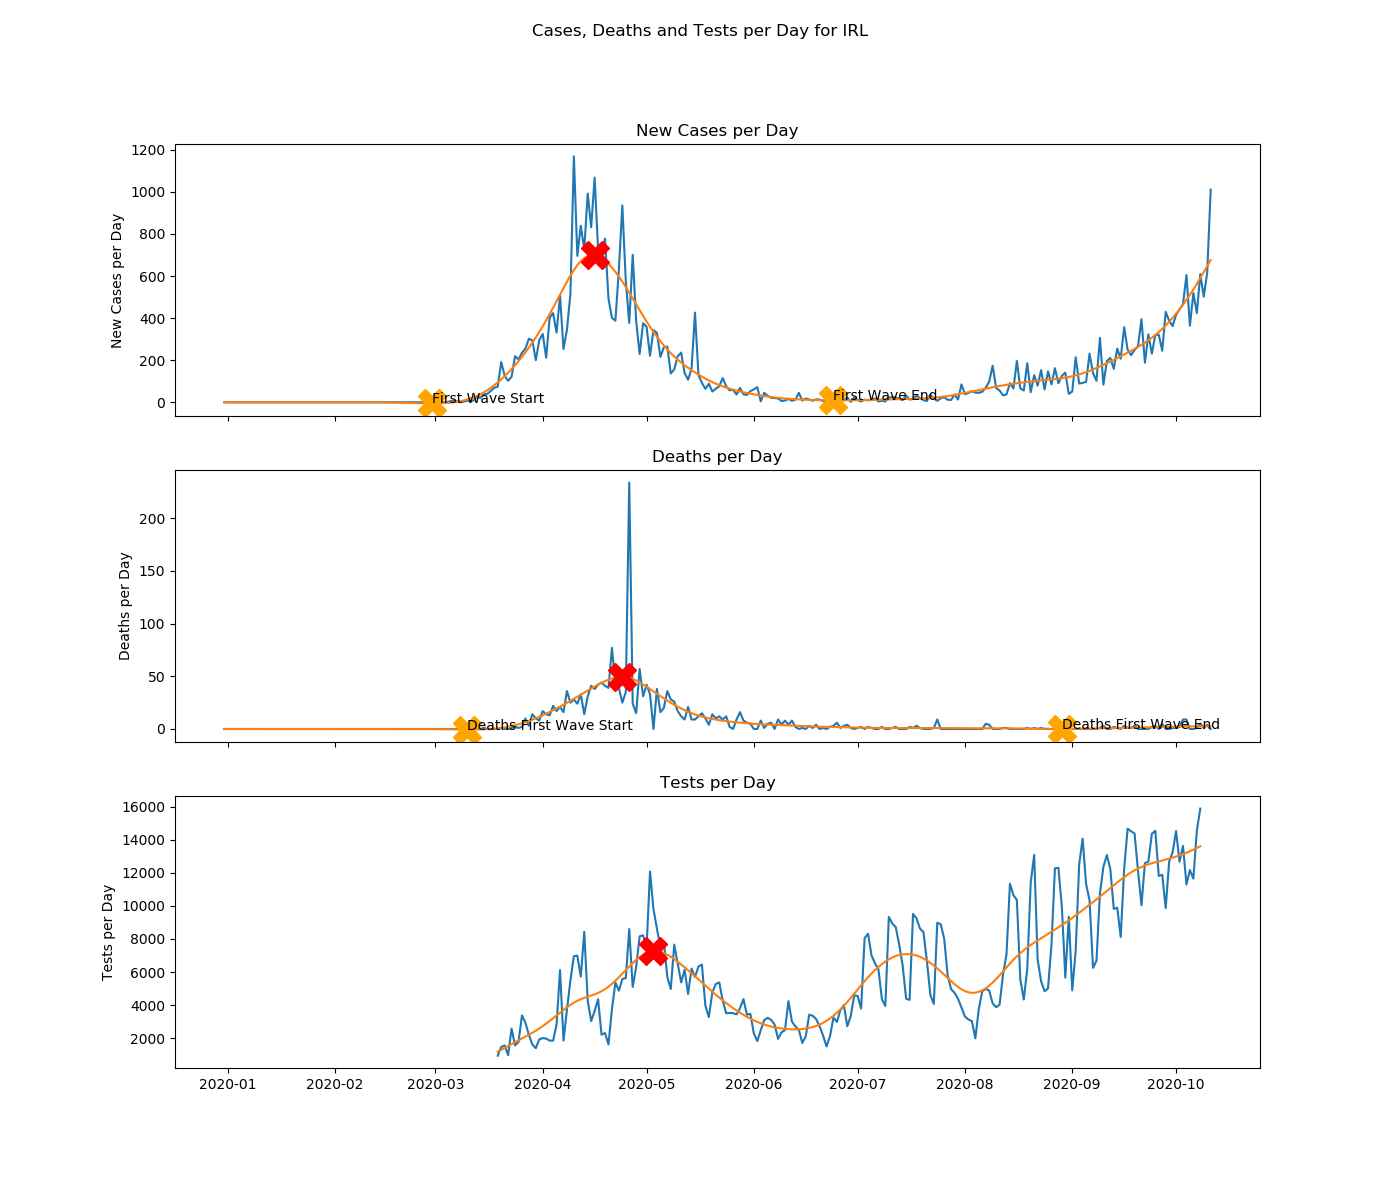 Cases, Deaths and Tests per Day for IRL
New Cases per Day
1200
1000
800
600
400
200
0
New Cases per Day
First Wave Start
First Wave End
Deaths per Day
200
150
100
50
0
Deaths per Day
Deaths First Wave Start
Deaths First Wave End
Tests per Day
16000
14000
12000
10000
8000
6000
4000
2000
Tests per Day
2020-01 2020-02 2020-03 2020-04 2020-05 2020-06 2020-07 2020-08 2020-09 2020-10